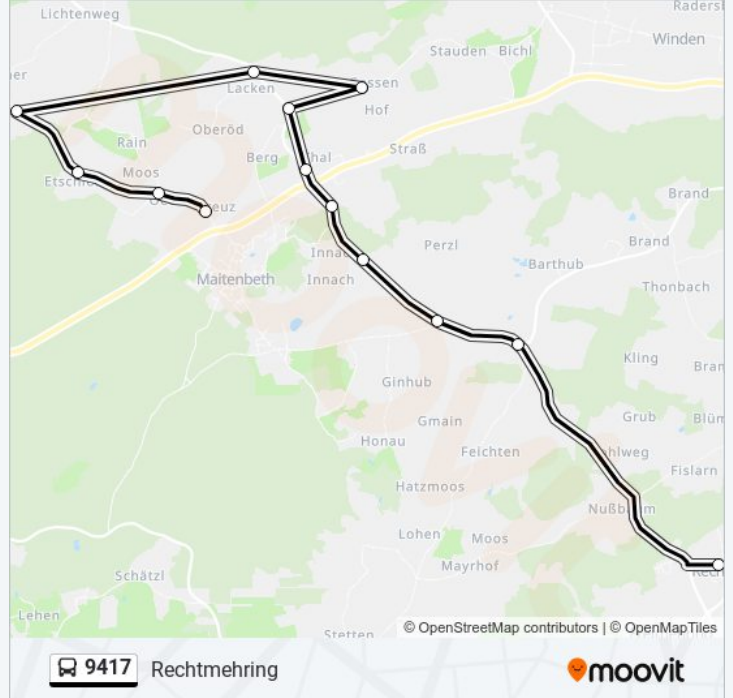 Lichtenweg
Winden
Stauden
Bichl
Lacken
Hof
Oberöd
Rain
Straß
Berg
Moos
Brand
Perzl
Brand
Barthub
Maitenbeth
Innach
Thonbach
Kling
Ginhub
Gmain
Grub
Honau
Feichten
Fislarn
Hatzmoos
Lohen
Moos
Mayrhof
Schätzl
Lehen
Stetten
© OpenStreetMap contributors | © OpenMapTiles
9417 Rechtmehring
moovit